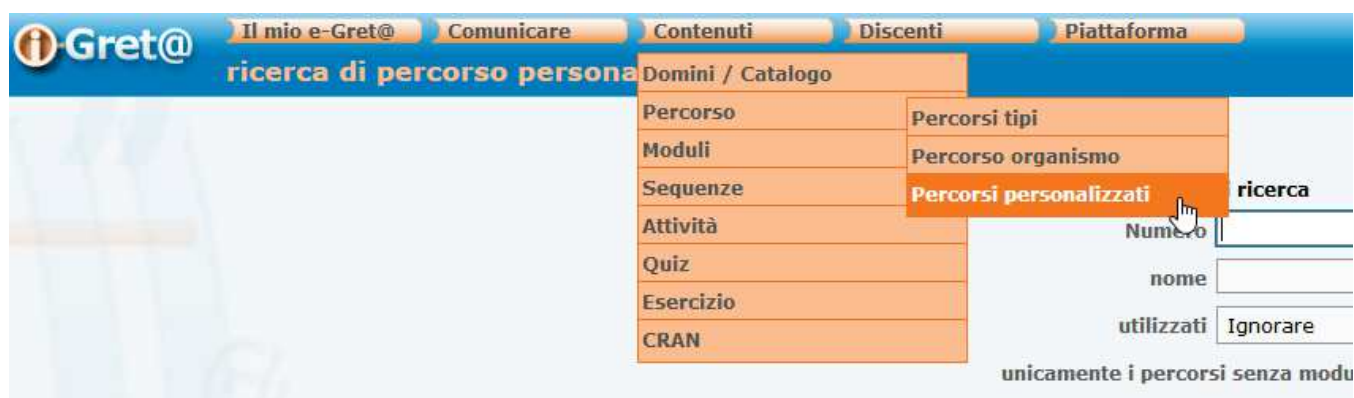 i-Gret@
Il mio e-Gret@ Comunicare Contenuti Discenti Piattaforma
ricerca di percorso persona
Domini / Catalogo
Percorso
Moduli
Sequenze
Attività
Quiz
Esercizio
CRAN
Percorsi tipi
Percorso organismo
Percorsi personalizzati
ricerca
Numero
nome
utilizzati Ignorare
unicamente i percorsi senza modu